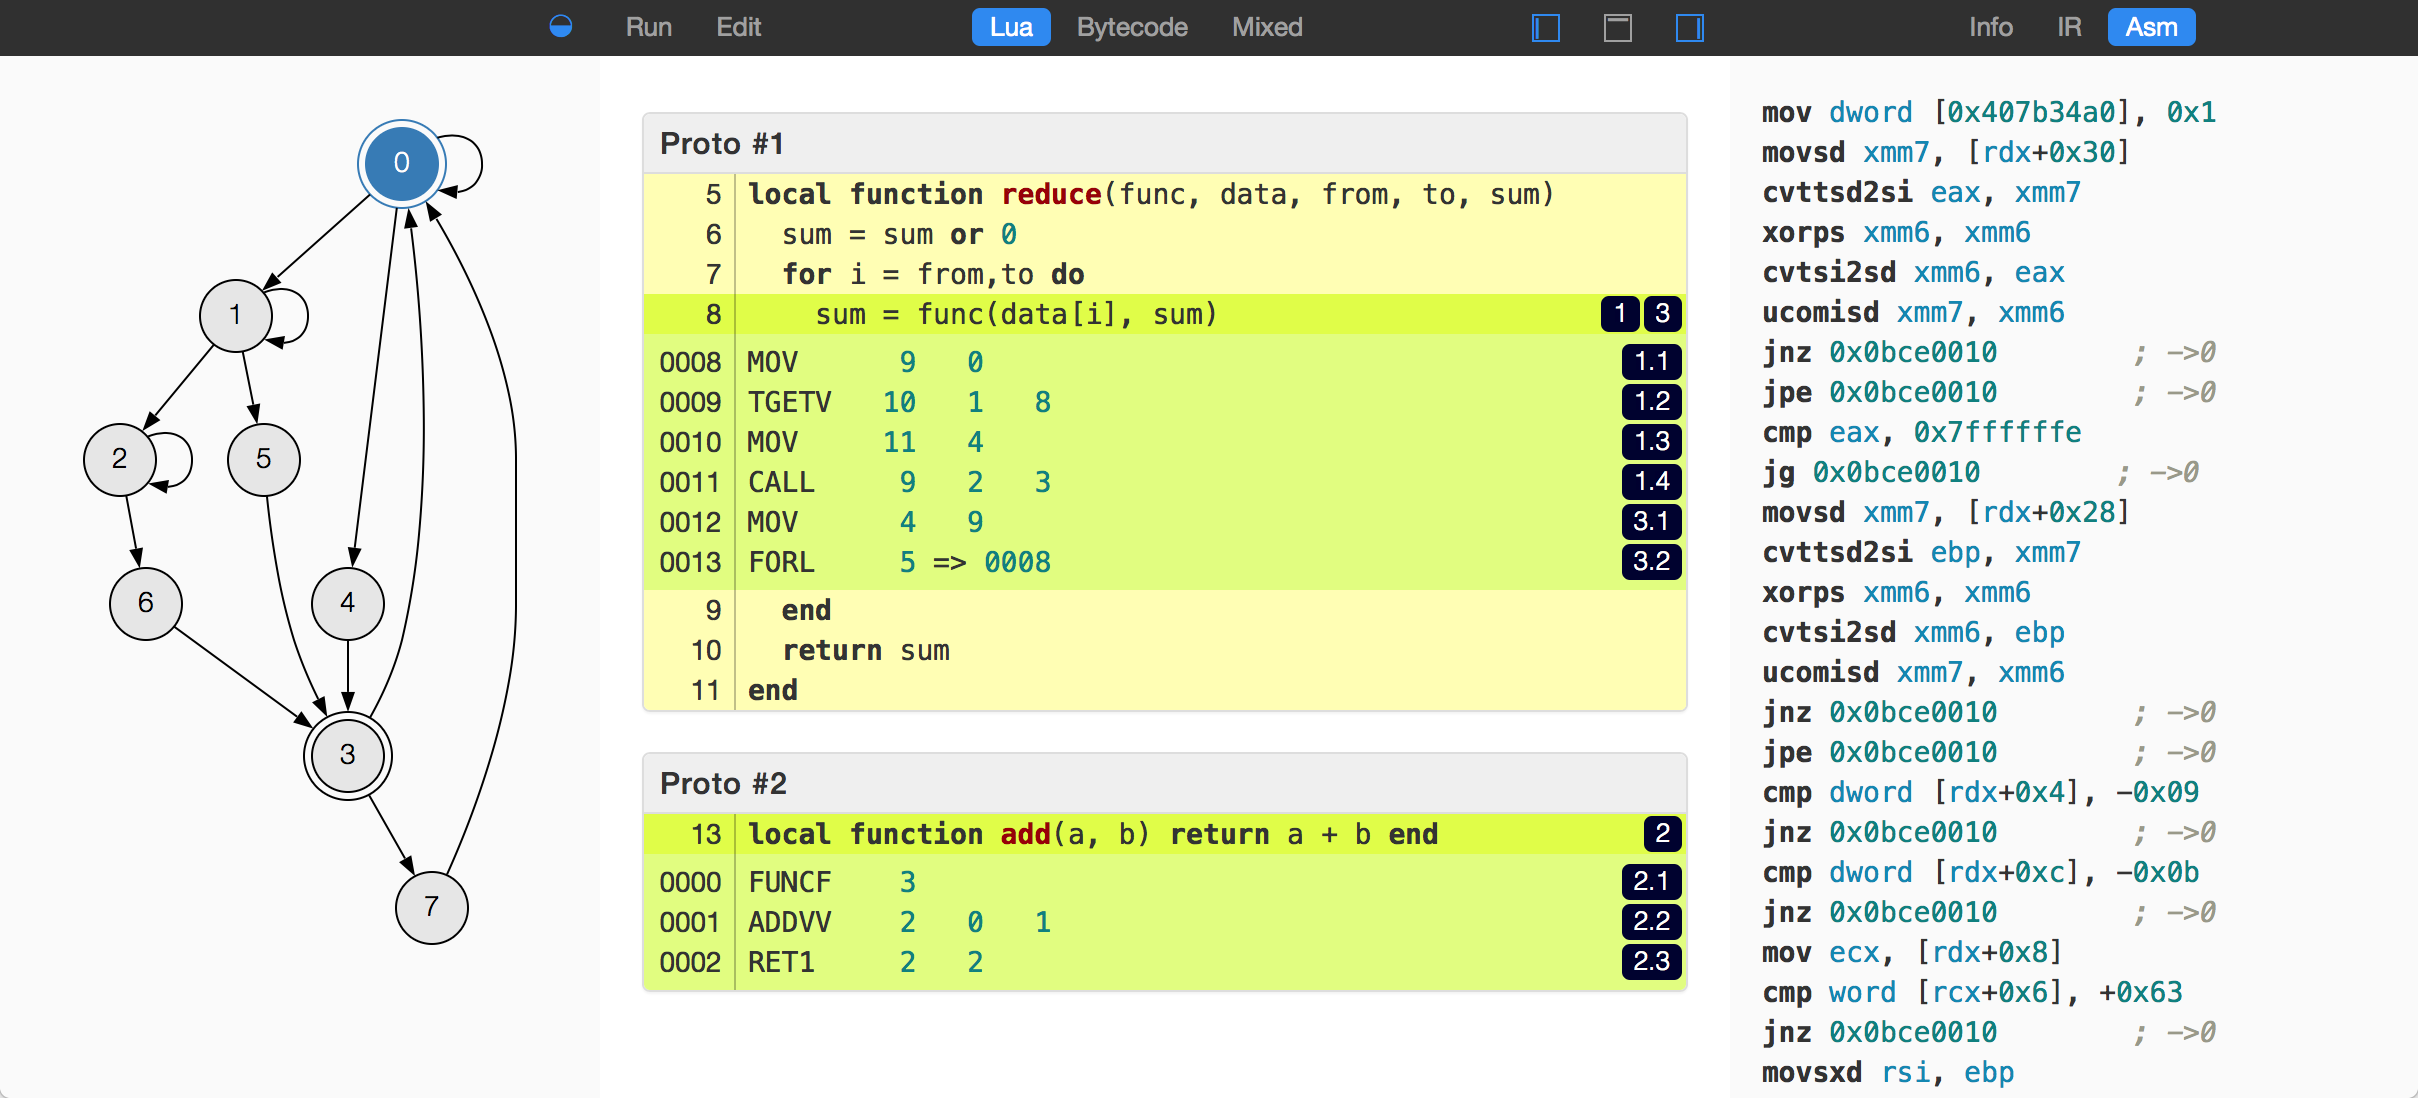 Run Edit Lua Bytecode Mixed Info IR Asm
0
1
2
5
6
4
3
7
Proto #1
5 local function reduce(func, data, from, to, sum)
6 sum = sum or 0
7 for i = from,to do
8 sum = func(data[i], sum) 1 3
0008 MOV 9 0 1.1
0009 TGETV 10 1 8 1.2
0010 MOV 11 4 1.3
0011 CALL 9 2 3 1.4
0012 MOV 4 9 3.1
0013 FORL 5 => 0008 3.2
9 end
10 return sum
11 end
Proto #2
13 local function add(a, b) return a + b end 2
0000 FUNCF 3 2.1
0001 ADDVV 2 0 1 2.2
0002 RET1 2 2 2.3
mov dword [0x407b34a0], 0x1
movsd xmm7, [rdx+0x30]
cvttsd2si eax, xmm7
xorps xmm6, xmm6
cvtsi2sd xmm6, eax
ucomisd xmm7, xmm6
jnz 0x0bce0010 ; ->0
jpe 0x0bce0010 ; ->0
cmp eax, 0x7ffffffe
jg 0x0bce0010 ; ->0
movsd xmm7, [rdx+0x28]
cvttsd2si ebp, xmm7
xorps xmm6, xmm6
cvtsi2sd xmm6, ebp
ucomisd xmm7, xmm6
jnz 0x0bce0010 ; ->0
jpe 0x0bce0010 ; ->0
cmp dword [rdx+0x4], -0x09
jnz 0x0bce0010 ; ->0
cmp dword [rdx+0xc], -0x0b
jnz 0x0bce0010 ; ->0
mov ecx, [rdx+0x8]
cmp word [rcx+0x6], +0x63
jnz 0x0bce0010 ; ->0
movsxd rsi, ebp